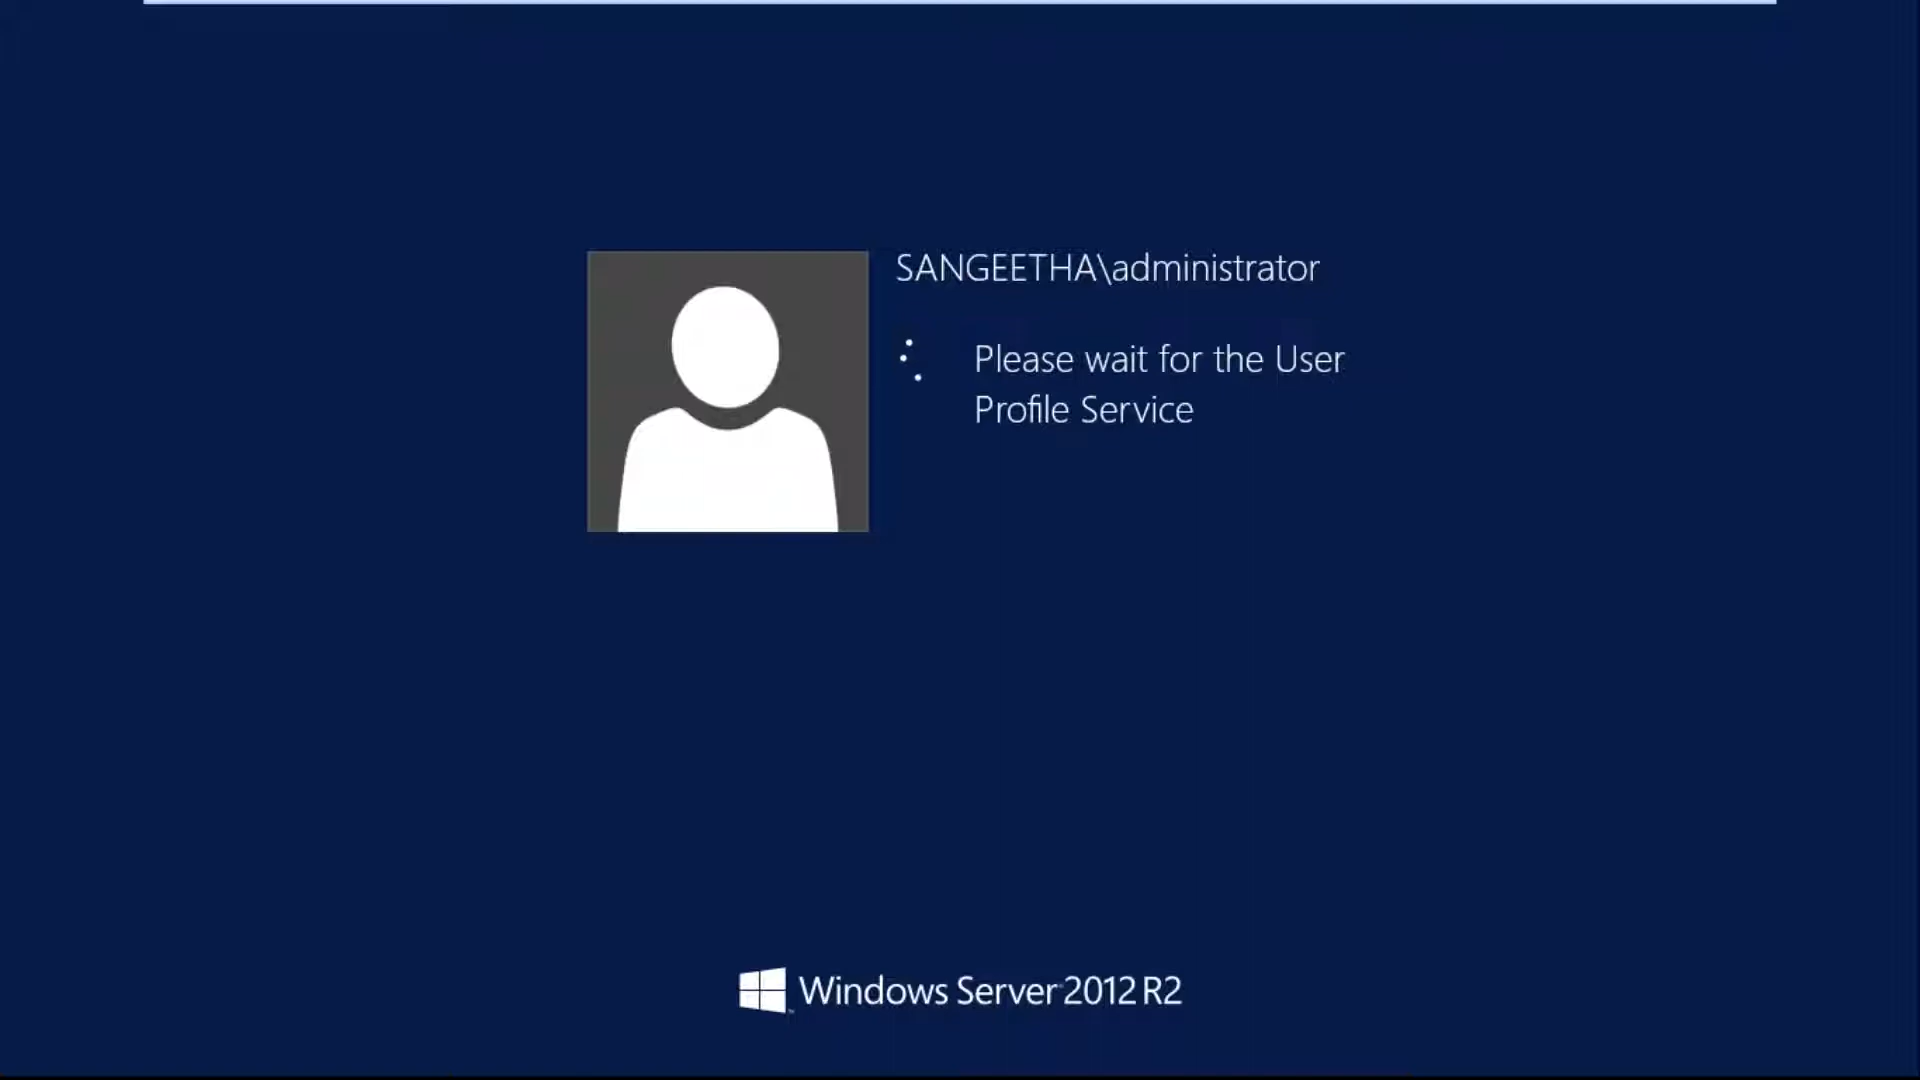 SANGEETHA\administrator
Please wait for the User
Profile Service
Windows Server 2012 R2